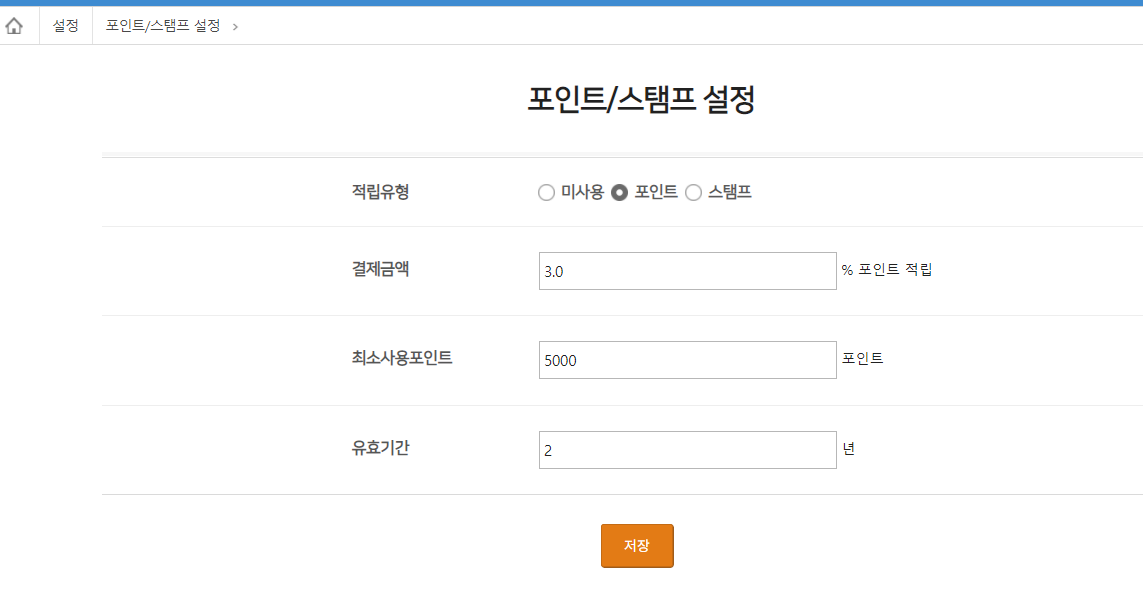 설정 포인트/스탬프 설정 >
포인트/스탬프 설정
적립유형 미사용 포인트 스탬프
결제금액 3.0 % 포인트 적립
최소사용포인트 5000 포인트
유효기간 2 년
저장